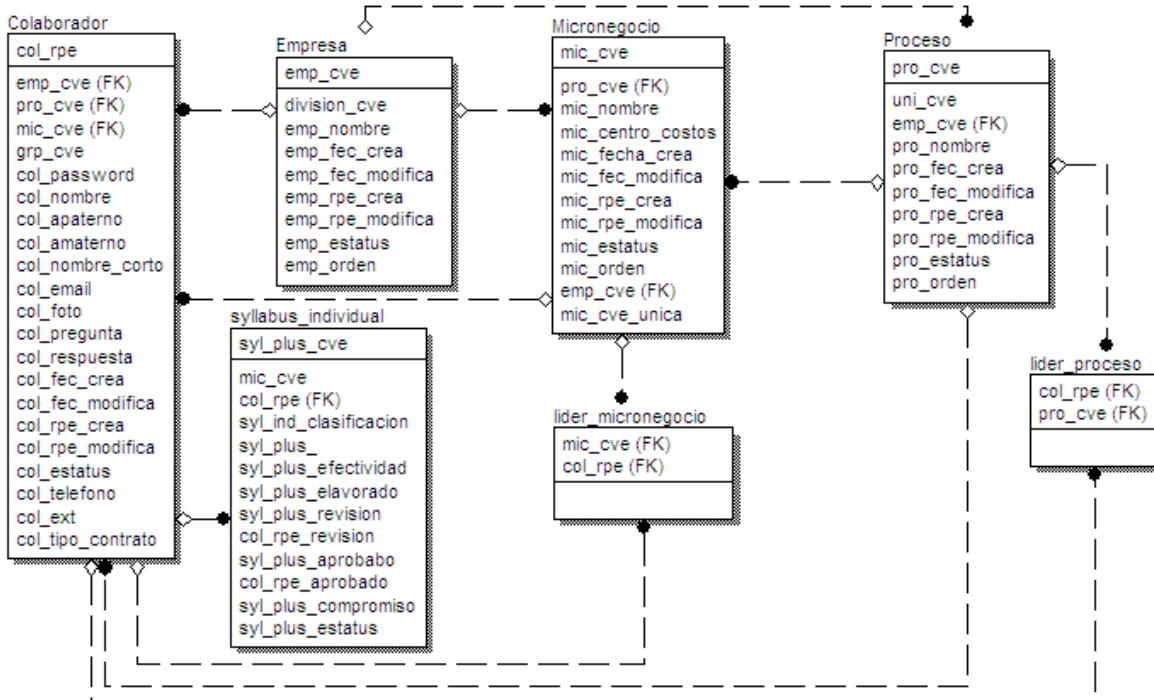 Colaborador
col_rpe
emp_cve (FK)
pro_cve (FK)
mic_cve (FK)
grp_cve
col_password
col_nombre
col_apaterno
col_amaterno
col_nombre_corto
col_email
col_foto
col_pregunta
col_respuesta
col_fec_crea
col_fec_modifica
col_rpe_crea
col_rpe_modifica
col_estatus
col_telefono
col_ext
col_tipo_contrato
Empresa
emp_cve
division_cve
emp_nombre
emp_fec_crea
emp_fec_modifica
emp_rpe_crea
emp_rpe_modifica
emp_estatus
emp_orden
syllabus_individual
syl_plus_cve
mic_cve
col_rpe (FK)
syl_ind_clasificacion
syl_plus_
syl_plus_efectividad
syl_plus_elavorado
syl_plus_revision
col_rpe_revision
syl_plus_aprobabo
col_rpe_aprobado
syl_plus_compromiso
syl_plus_estatus
Micronegocio
mic_cve
pro_cve (FK)
mic_nombre
mic_centro_costos
mic_fecha_crea
mic_fec_modifica
mic_rpe_crea
mic_rpe_modifica
mic_estatus
mic_orden
emp_cve (FK)
mic_cve_unica
lider_micronegocio
mic_cve (FK)
col_rpe (FK)
Proceso
pro_cve
uni_cve
emp_cve (FK)
pro_nombre
pro_fec_crea
pro_fec_modifica
pro_rpe_crea
pro_rpe_modifica
pro_estatus
pro_orden
lider_proceso
col_rpe (FK)
pro_cve (FK)